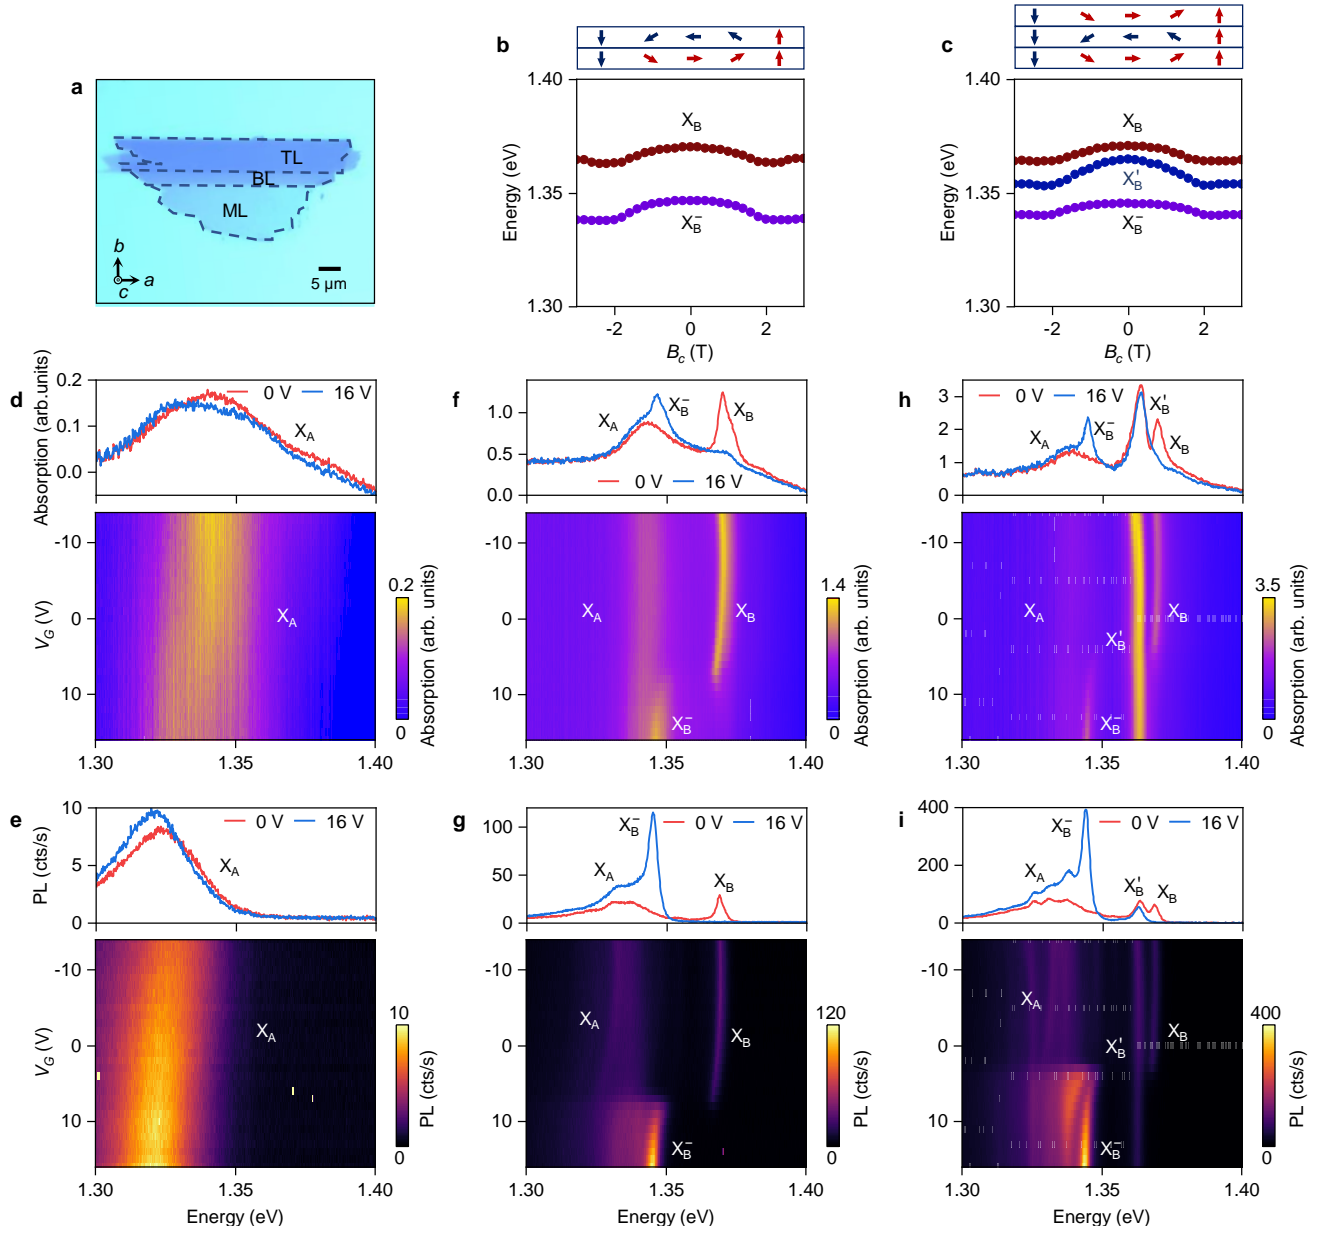 a
TL
BL
ML
b
a
c
5 µm
b
1.40
1.35
1.30
Energy (eV)
X_B
X_B^−
-2 0 2
B_c (T)
c
1.40
1.35
1.30
Energy (eV)
X_B
X_B'
X_B^−
-2 0 2
B_c (T)
d
Absorption (arb.units)
0.2
0.1
0.0
0 V 16 V
X_A
V_G (V)
-10
0
10
X_A
0.2
0
Absorption (arb. units)
1.30 1.35 1.40
f
1.0
0.5
0.0
X_A
X_B^−
X_B
0 V 16 V
X_A
X_B
X_B^−
-10
0
10
1.4
0
Absorption (arb. units)
1.30 1.35 1.40
h
3
2
1
0
0 V 16 V
X_A
X_B^−
X_B'
X_B
-10
0
10
X_A
X_B'
X_B
X_B^−
3.5
0
Absorption (arb. units)
1.30 1.35 1.40
e
PL (cts/s)
10
5
0
0 V 16 V
X_A
V_G (V)
-10
0
10
X_A
10
0
PL (cts/s)
1.30 1.35 1.40
Energy (eV)
g
100
50
0
X_B^−
0 V 16 V
X_A
X_B
-10
0
10
X_A
X_B
X_B^−
120
0
PL (cts/s)
1.30 1.35 1.40
Energy (eV)
i
400
200
0
X_B^−
0 V 16 V
X_A
X_B'
X_B
-10
0
10
X_A
X_B'
X_B
X_B^−
400
0
PL (cts/s)
1.30 1.35 1.40
Energy (eV)